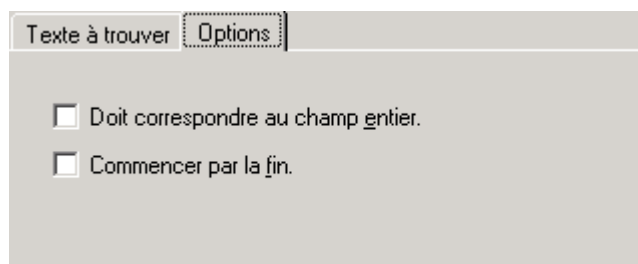 Texte à trouver Options
Doit correspondre au champ entier.
Commencer par la fin.